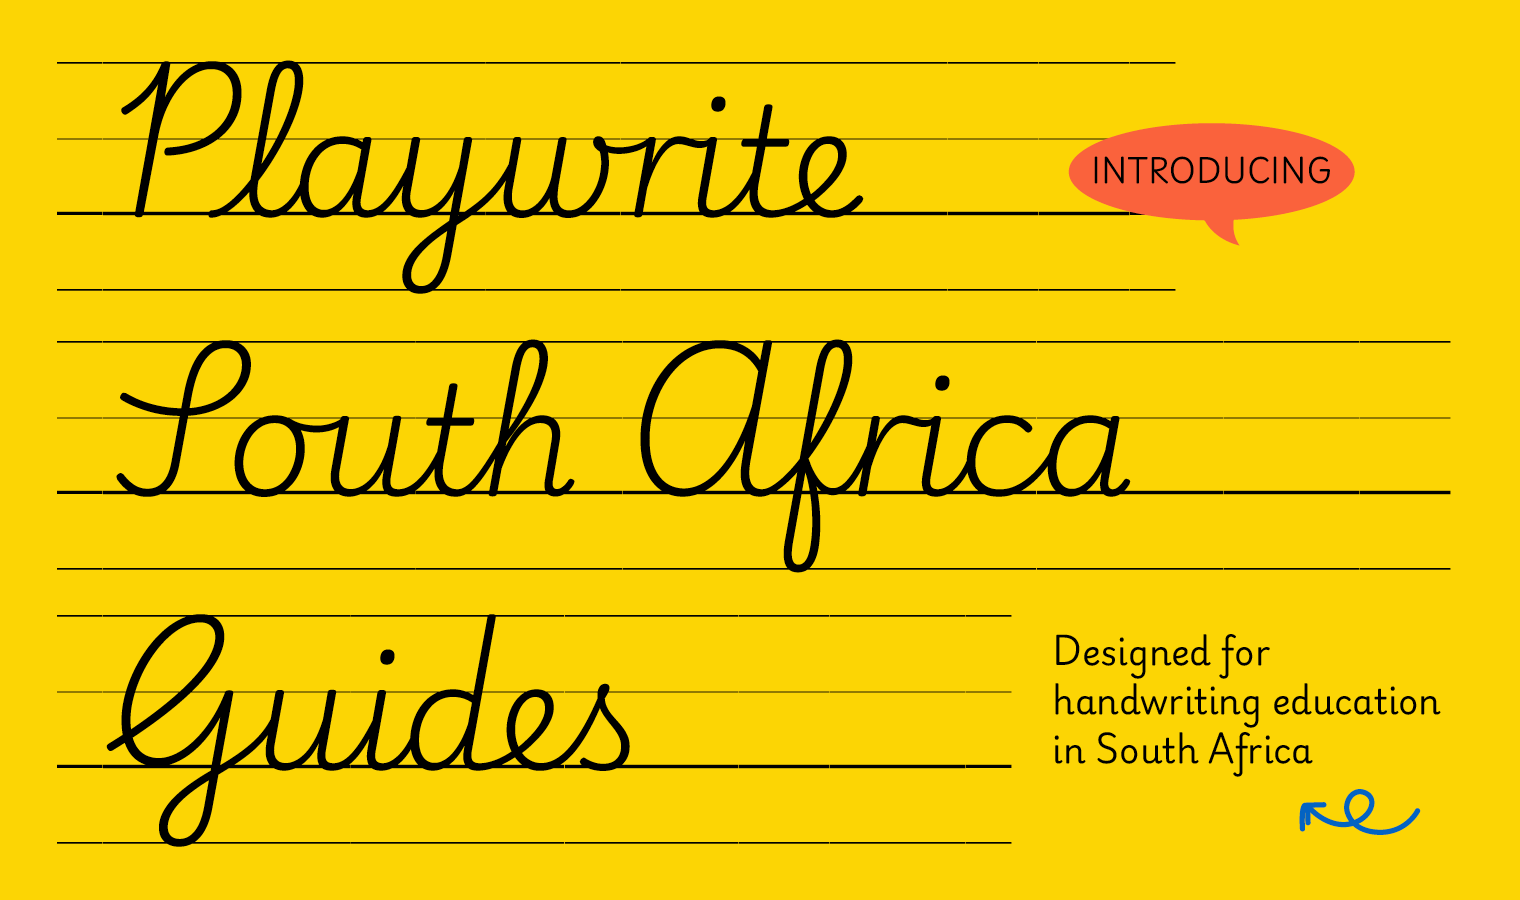 Playwrite
INTRODUCING
South Africa
Guides
Designed for
handwriting education
in South Africa